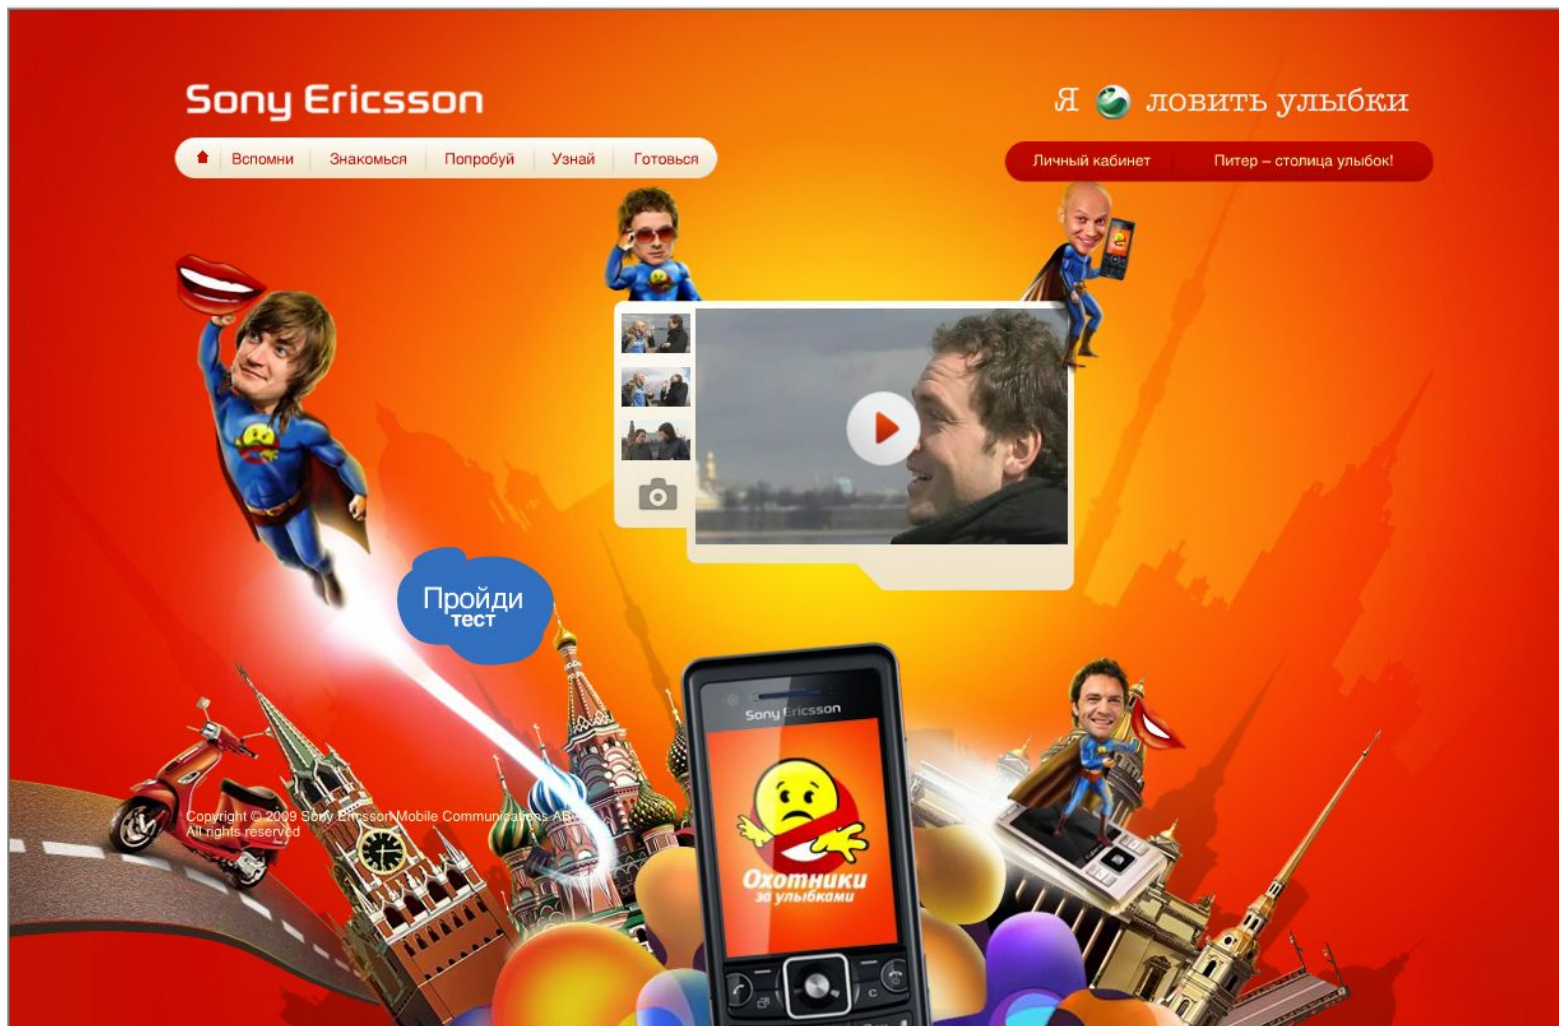 Sony Ericsson
Я ловить улыбки
Вспомни Знакомься Попробуй Узнай Готовься
Личный кабинет Питер – столица улыбок!
Пройди
тест
Sony Ericsson
Охотники
за улыбками
Copyright © 2009 Sony Ericsson Mobile Communications AB.
All rights reserved
C